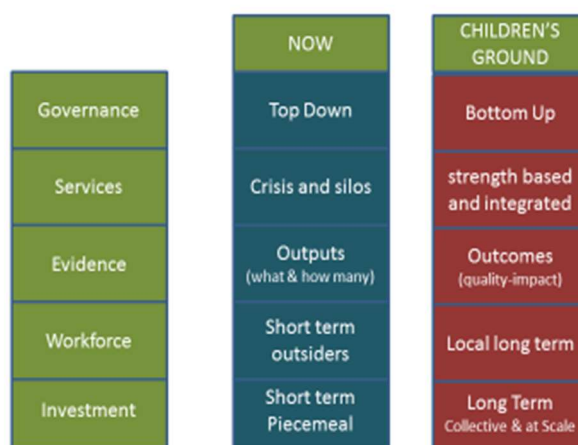 NOW
CHILDREN'S
GROUND
Governance
Top Down
Bottom Up
Services
Crisis and silos
strength based
and integrated
Evidence
Outputs
(what & how many)
Outcomes
(quality-impact)
Workforce
Short term
outsiders
Local long term
Investment
Short term
Piecemeal
Long Term
Collective & at Scale